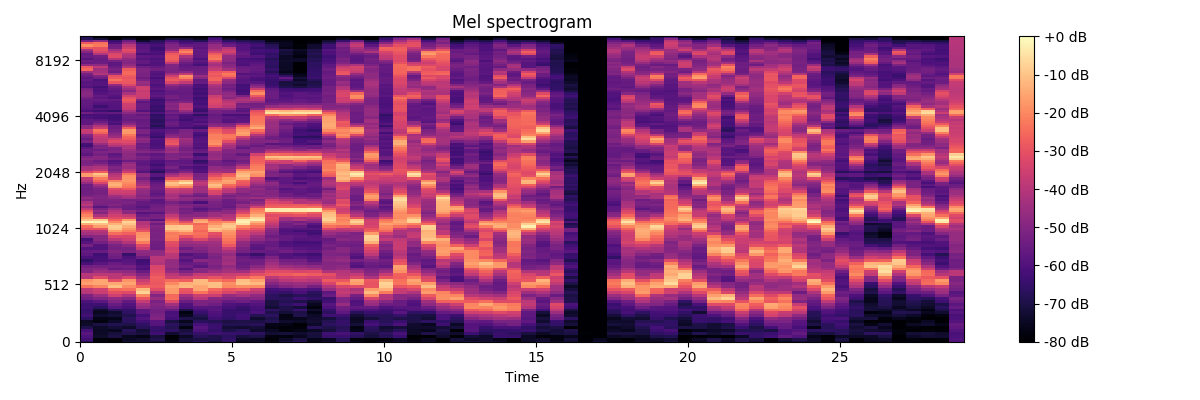 Mel spectrogram
8192
4096
2048
1024
512
0
Hz
0 5 10 15 20 25
Time
+0 dB
-10 dB
-20 dB
-30 dB
-40 dB
-50 dB
-60 dB
-70 dB
-80 dB